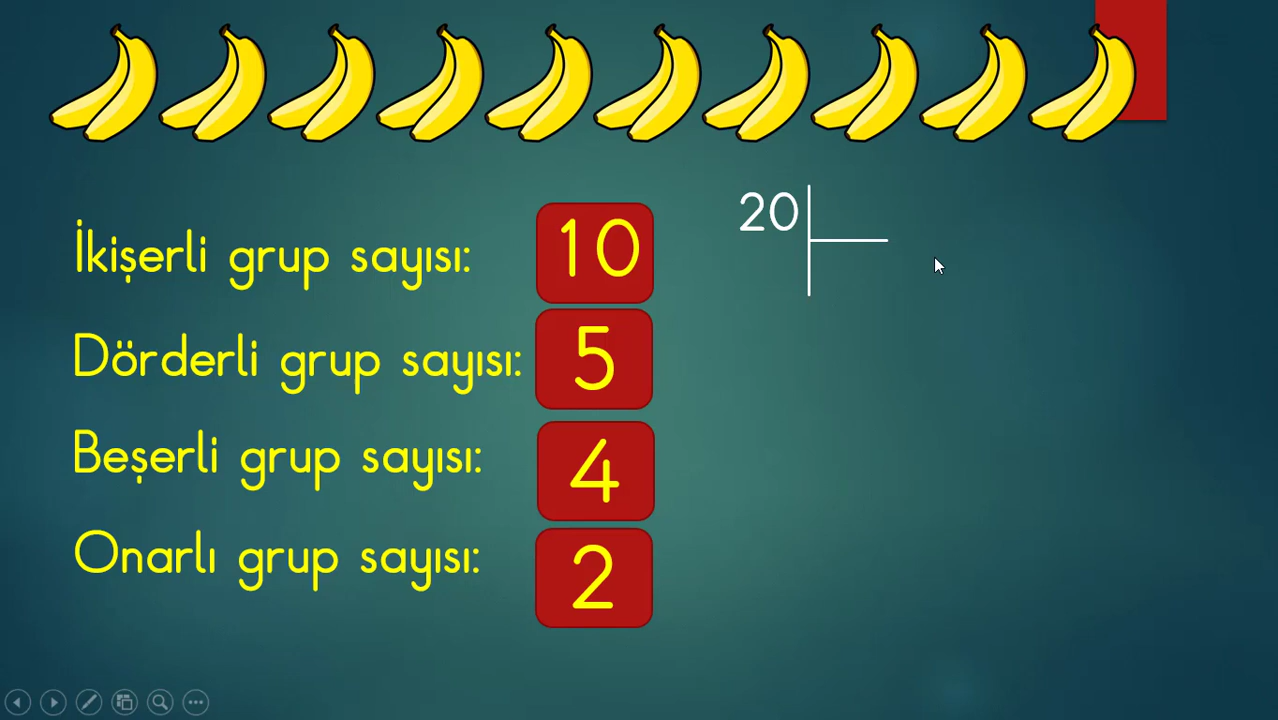 İkişerli grup sayısı: 10
20
Dörderli grup sayısı: 5
Beşerli grup sayısı: 4
Onarlı grup sayısı: 2